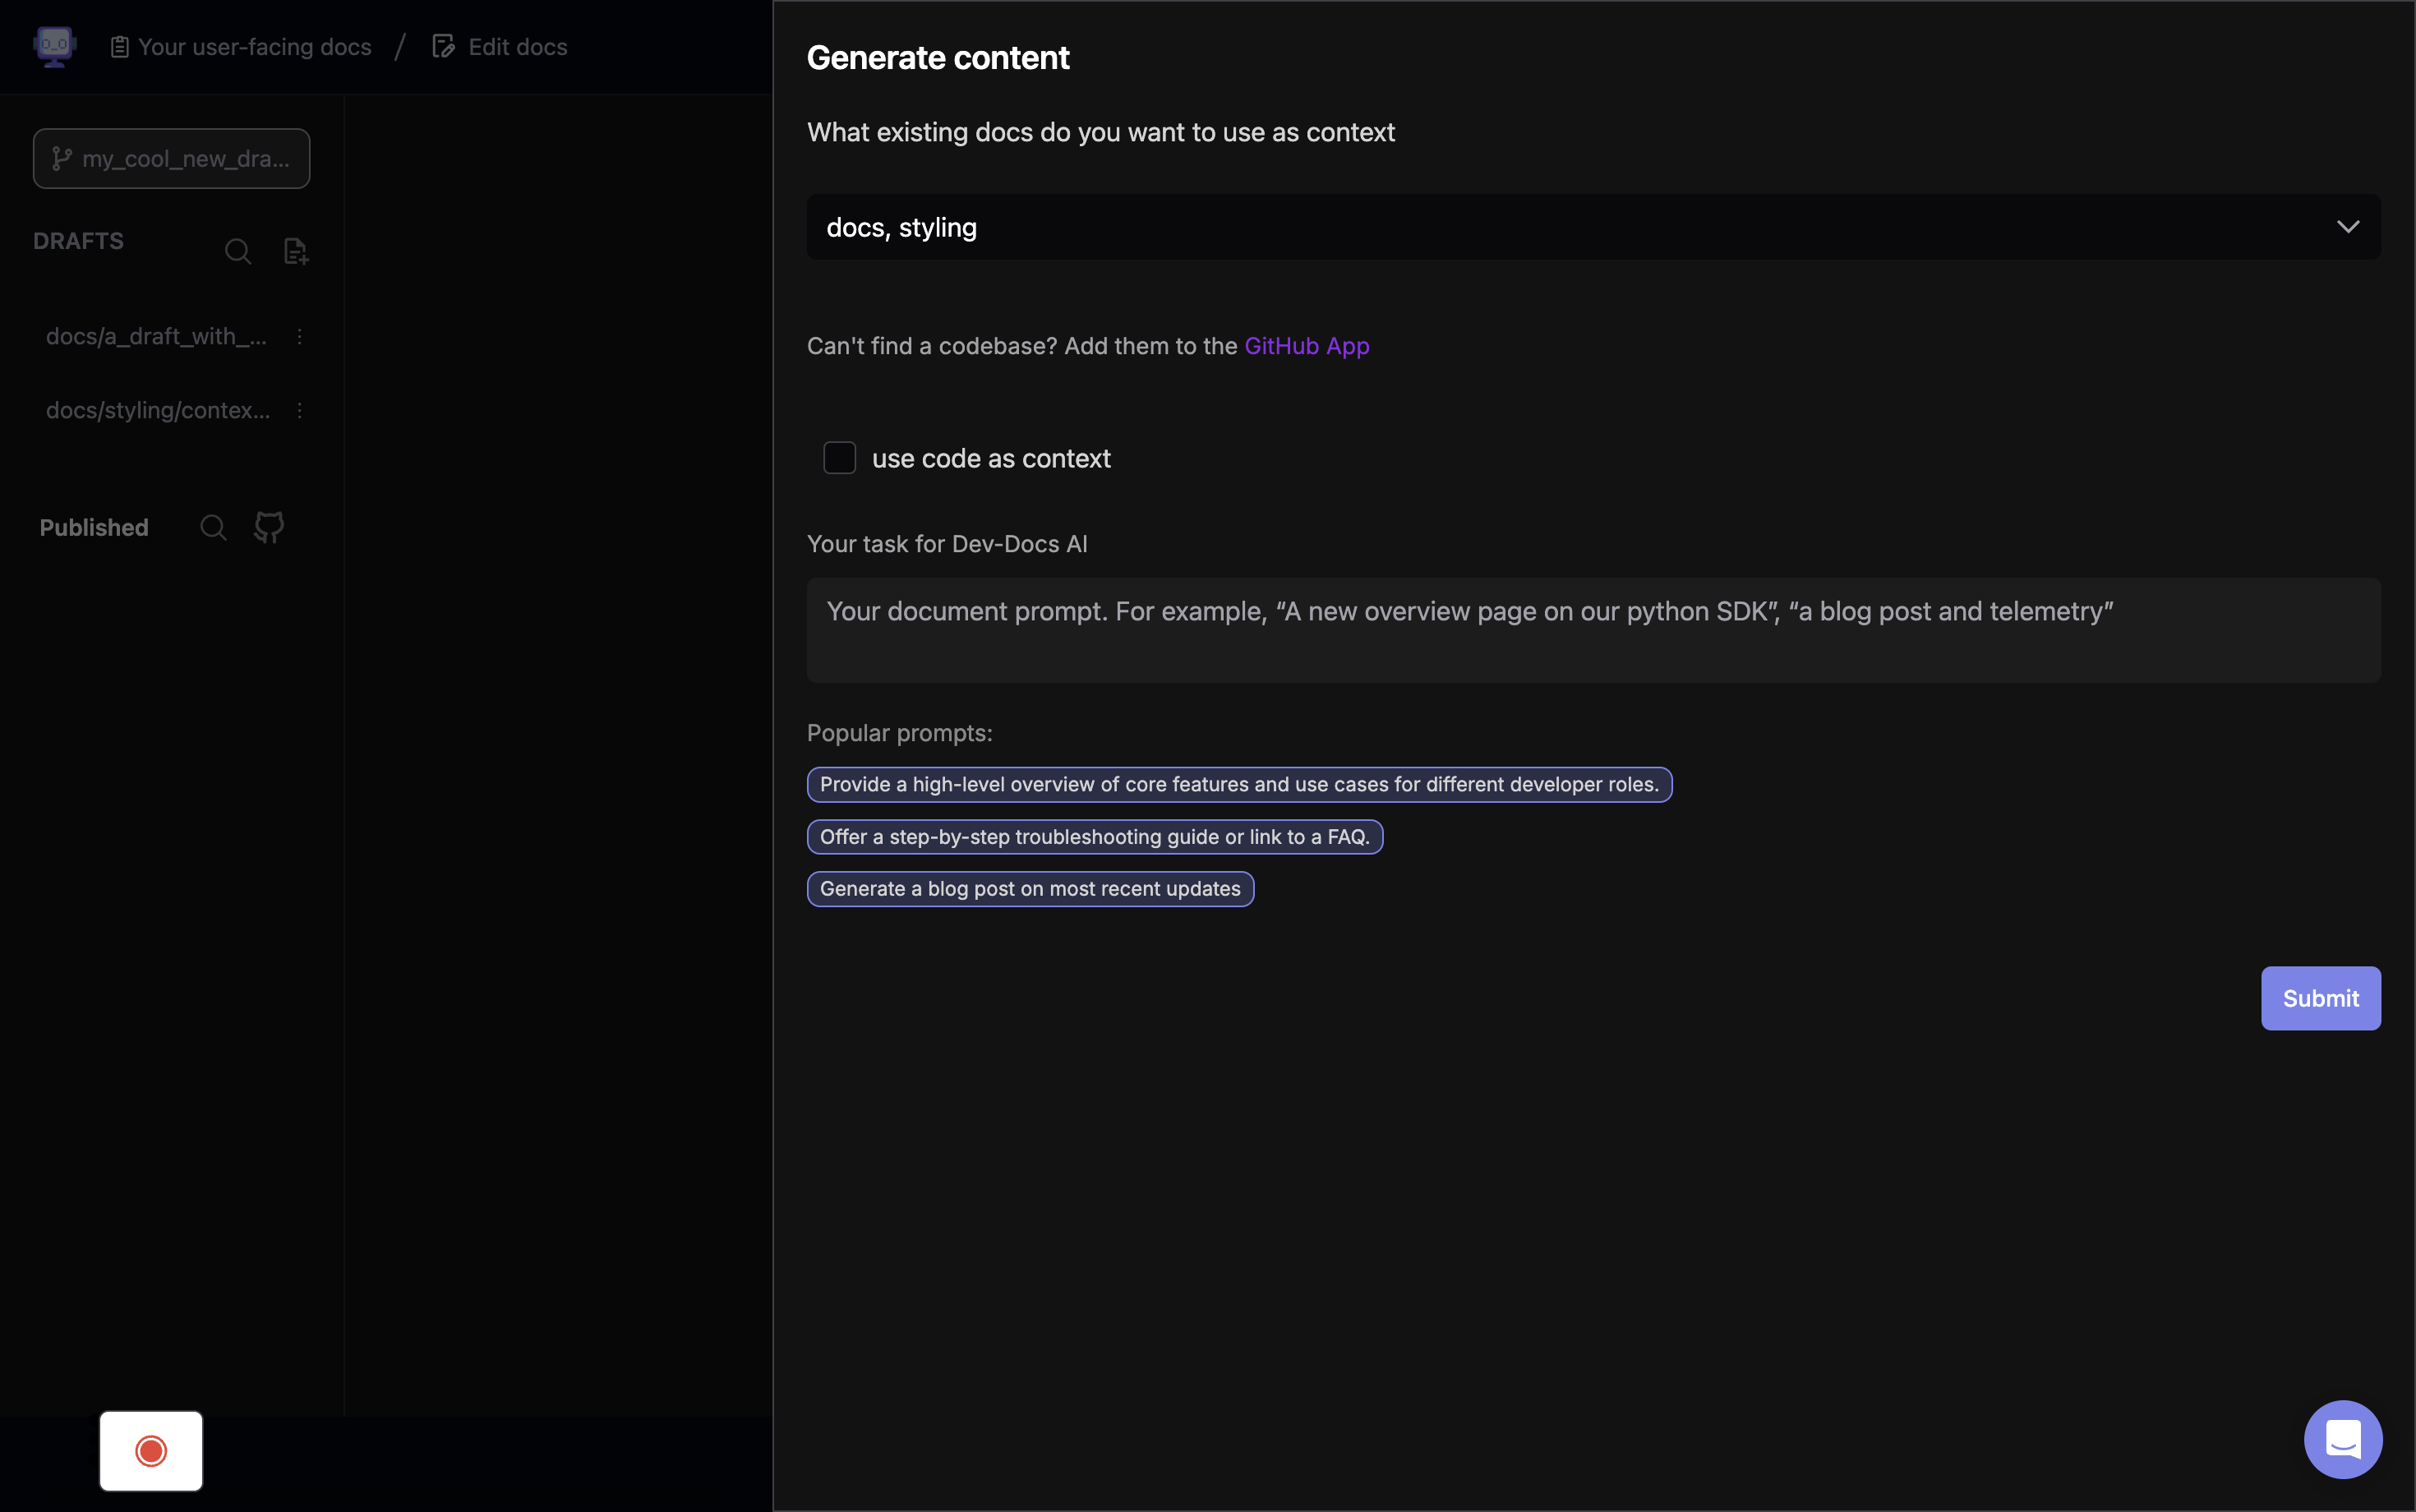 Your user-facing docs / Edit docs
my_cool_new_dra...
DRAFTS
docs/a_draft_with_...
docs/styling/contex...
Published
Generate content
What existing docs do you want to use as context
docs, styling
Can't find a codebase? Add them to the GitHub App
use code as context
Your task for Dev-Docs AI
Your document prompt. For example, “A new overview page on our python SDK”, “a blog post and telemetry”
Popular prompts:
Provide a high-level overview of core features and use cases for different developer roles.
Offer a step-by-step troubleshooting guide or link to a FAQ.
Generate a blog post on most recent updates
Submit